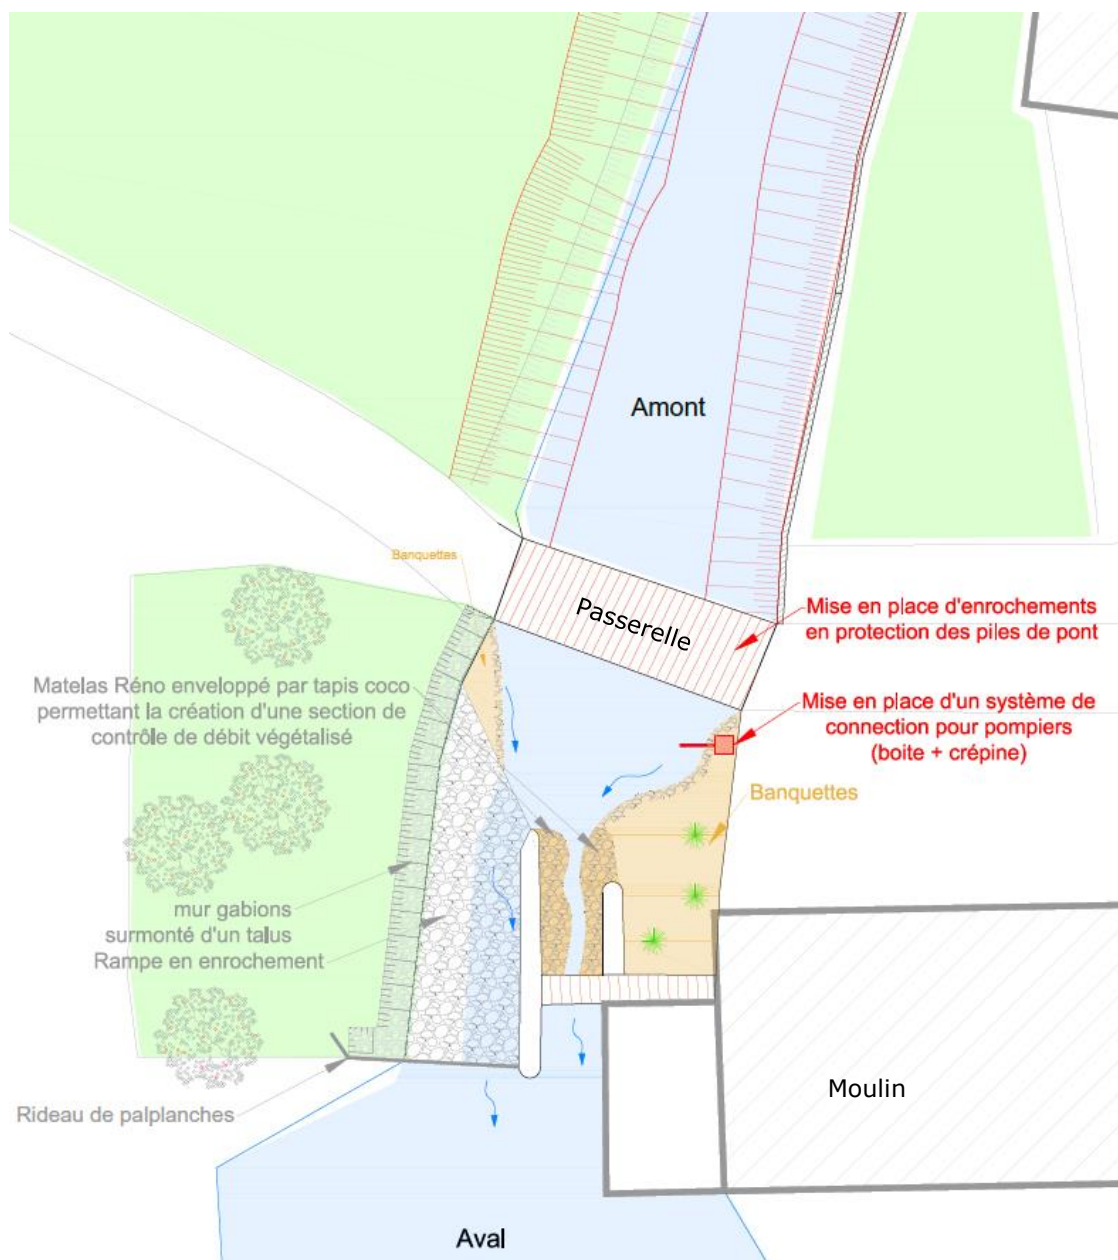 Amont
Banquettes
Passerelle
Mise en place d'enrochements
en protection des piles de pont
Matelas Réno enveloppé par tapis coco
permettant la création d'une section de
contrôle de débit végétalisé
Mise en place d'un système de
connection pour pompiers
(boite + crépine)
Banquettes
mur gabions
surmonté d'un talus
Rampe en enrochement
Rideau de palplanches
Moulin
Aval